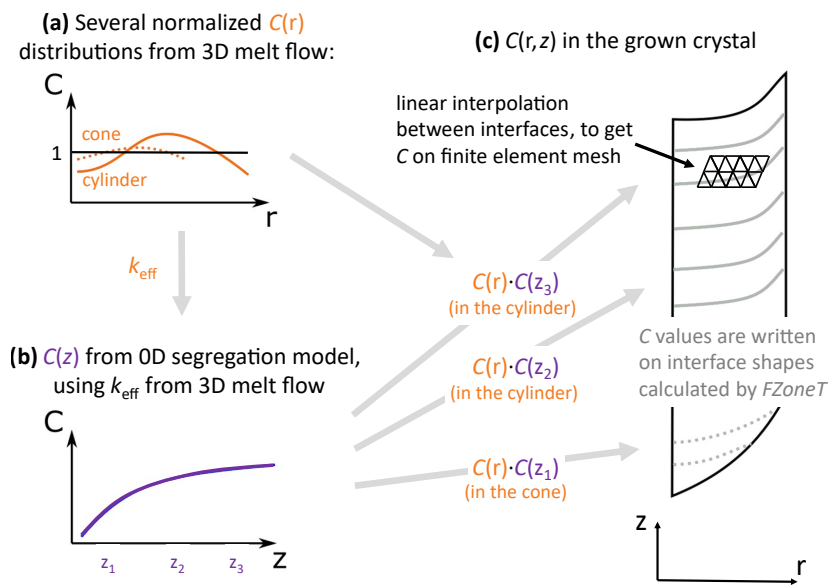 (a) Several normalized C(r)
distributions from 3D melt flow:
C
cone
1
cylinder
r
k_eff
(b) C(z) from 0D segregation model,
using k_eff from 3D melt flow
C
z₁ z₂ z₃
z
C(r)·C(z₃)
(in the cylinder)
C(r)·C(z₂)
(in the cylinder)
C(r)·C(z₁)
(in the cone)
(c) C(r,z) in the grown crystal
linear interpolation
between interfaces, to get
C on finite element mesh
C values are written
on interface shapes
calculated by FZoneT
z
r